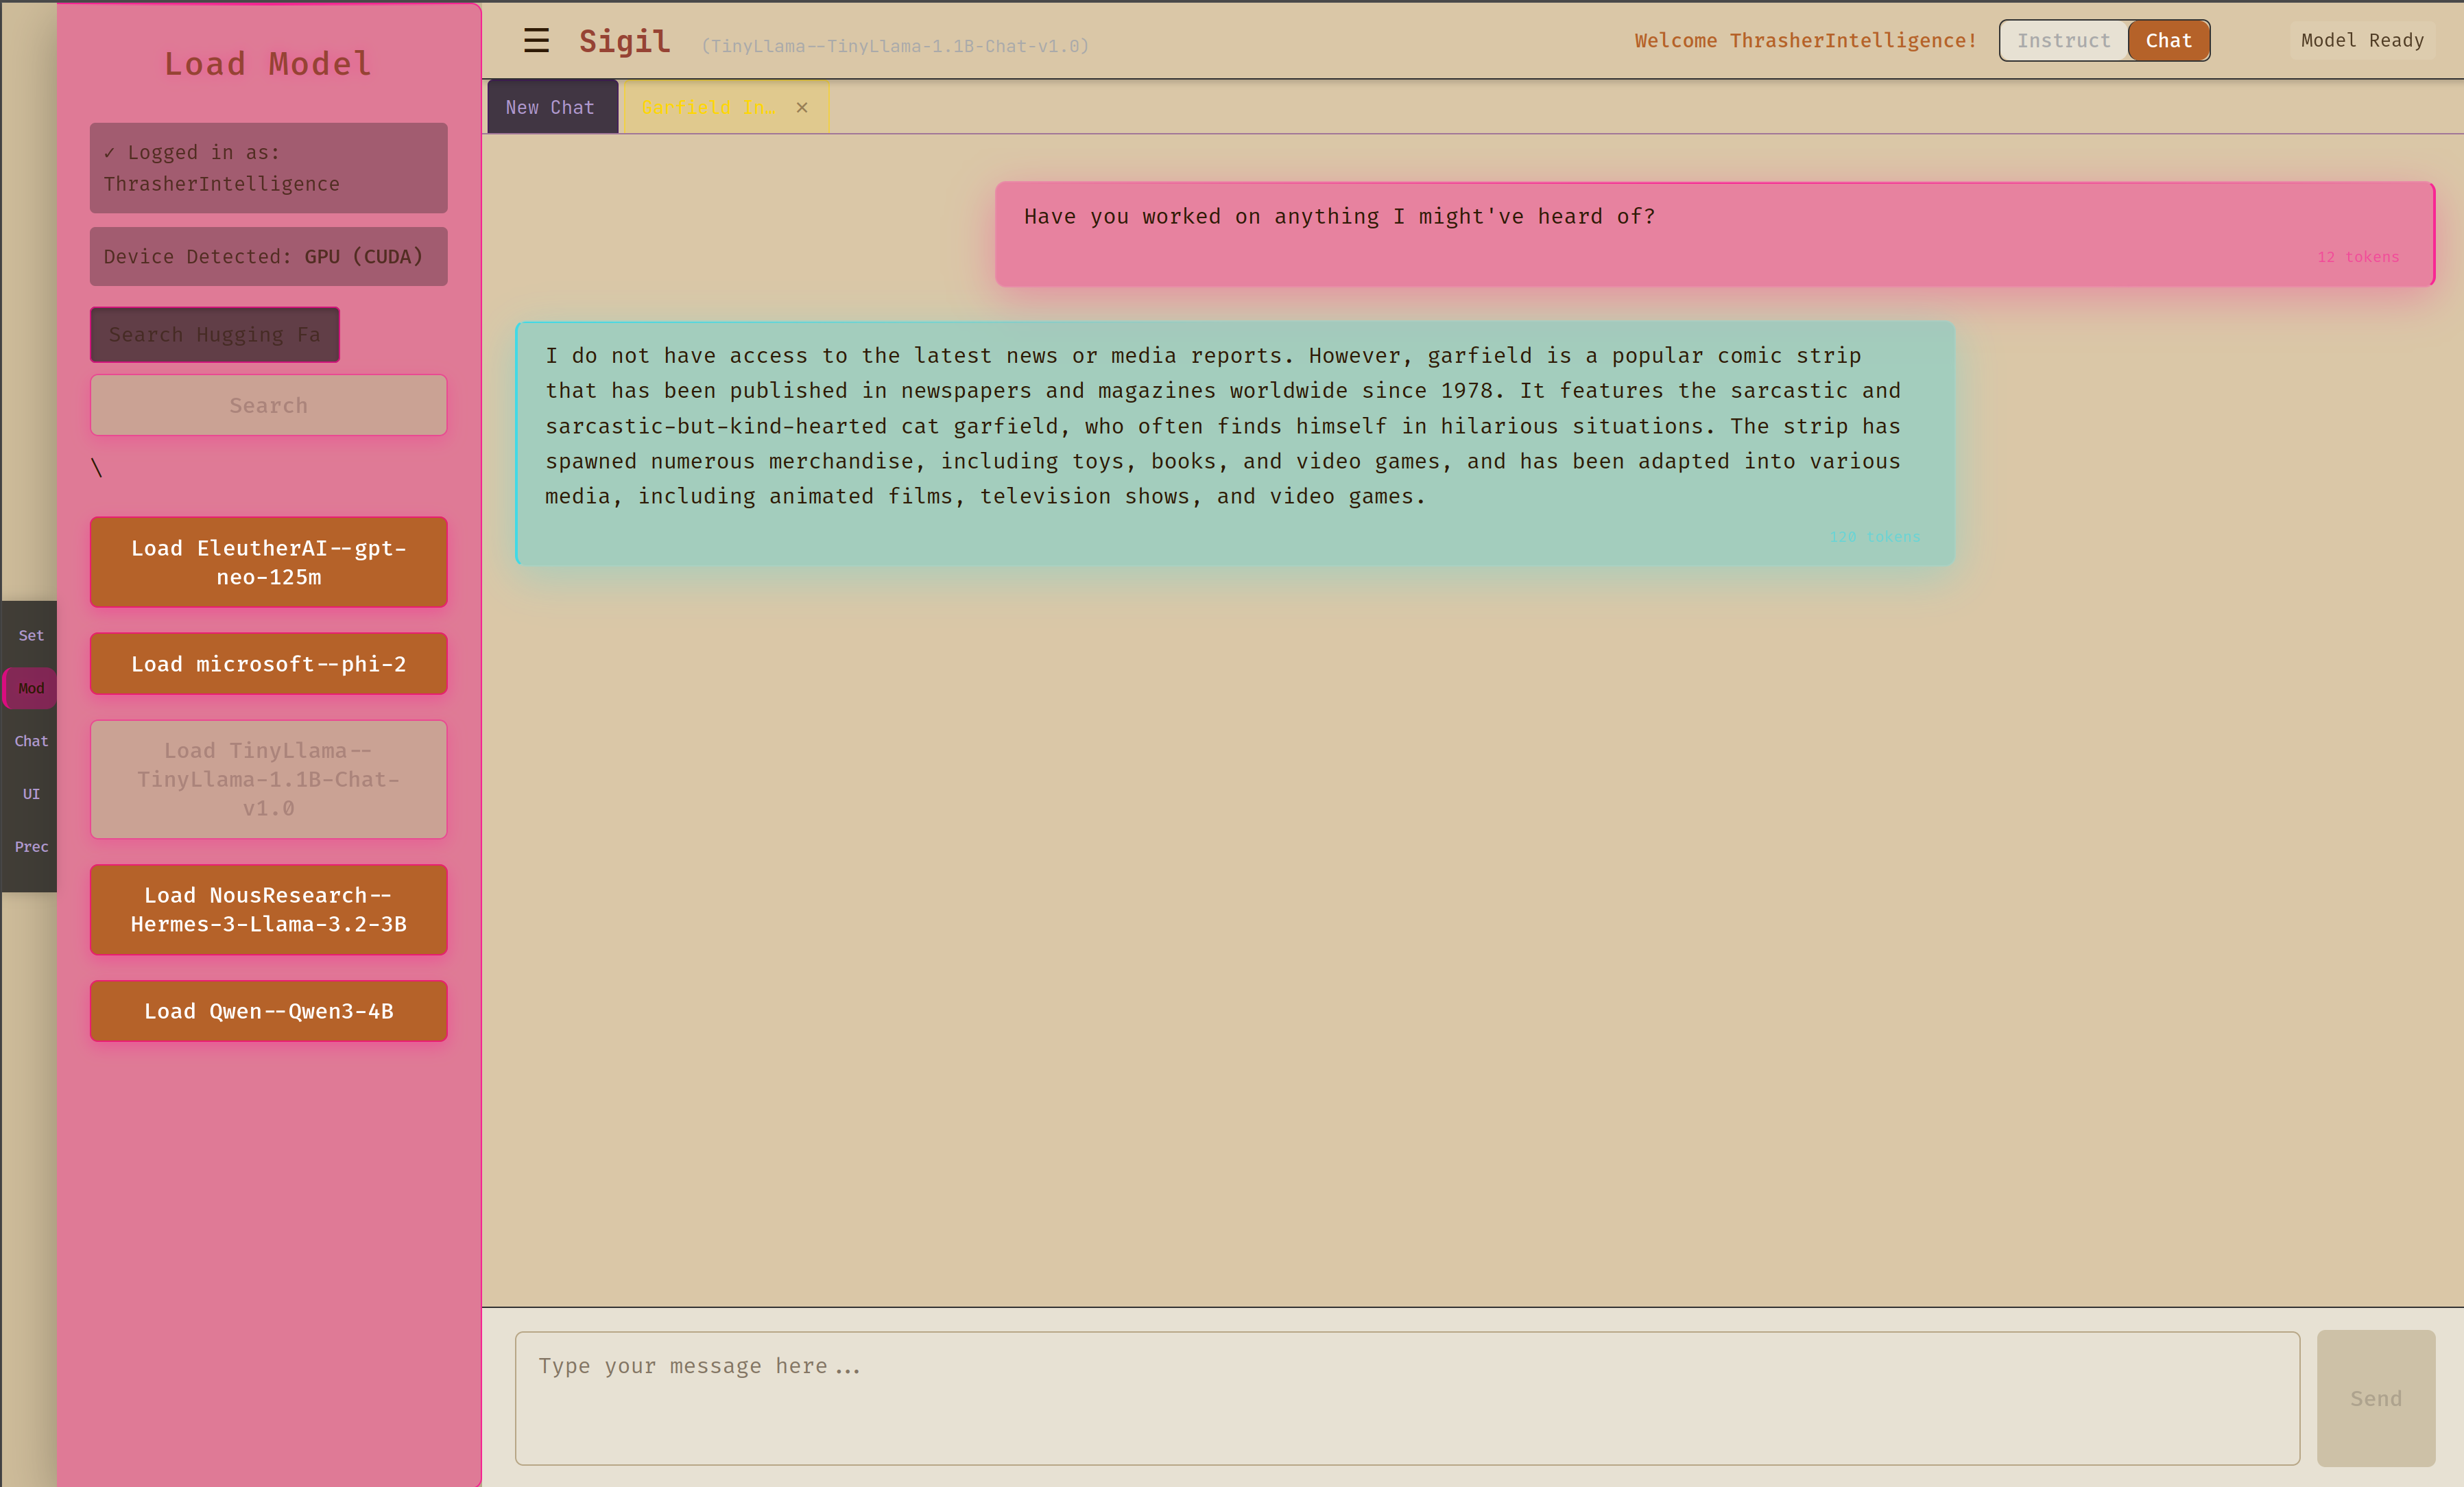 Load Model
✓ Logged in as:
ThrasherIntelligence
Device Detected: GPU (CUDA)
Search Hugging Fa
Search
\
Load EleutherAI--gpt-
neo-125m
Load microsoft--phi-2
Load TinyLlama--
TinyLlama-1.1B-Chat-
v1.0
Load NousResearch--
Hermes-3-Llama-3.2-3B
Load Qwen--Qwen3-4B
Set
Mod
Chat
UI
Prec
☰ Sigil (TinyLlama--TinyLlama-1.1B-Chat-v1.0) Welcome ThrasherIntelligence! Instruct Chat Model Ready
New Chat Garfield In… ×
Have you worked on anything I might've heard of?
12 tokens
I do not have access to the latest news or media reports. However, garfield is a popular comic strip
that has been published in newspapers and magazines worldwide since 1978. It features the sarcastic and
sarcastic-but-kind-hearted cat garfield, who often finds himself in hilarious situations. The strip has
spawned numerous merchandise, including toys, books, and video games, and has been adapted into various
media, including animated films, television shows, and video games.
120 tokens
Type your message here...
Send